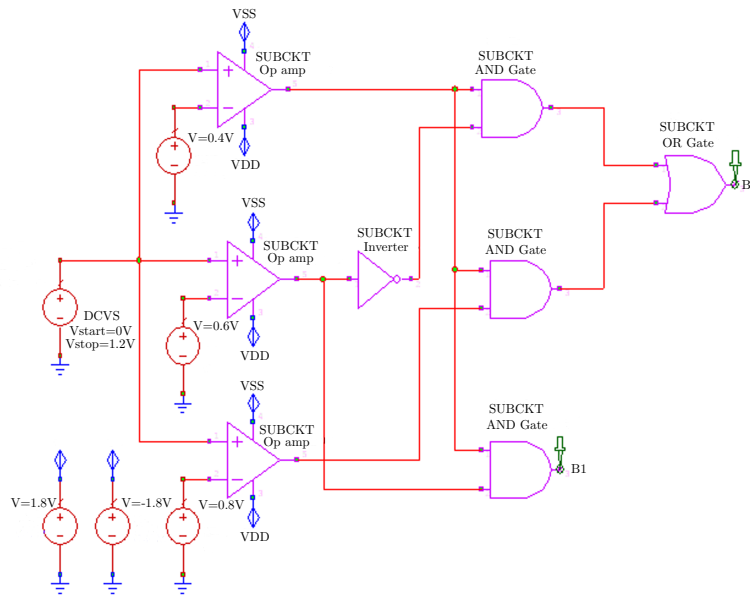 VSS
SUBCKT
Op amp
V=0.4V
VDD
SUBCKT
AND Gate
SUBCKT
OR Gate
B
VSS
SUBCKT
Op amp
SUBCKT
Inverter
SUBCKT
AND Gate
DCVS
Vstart=0V
Vstop=1.2V
V=0.6V
VDD
VSS
SUBCKT
Op amp
SUBCKT
AND Gate
B1
V=1.8V
V=-1.8V
V=0.8V
VDD